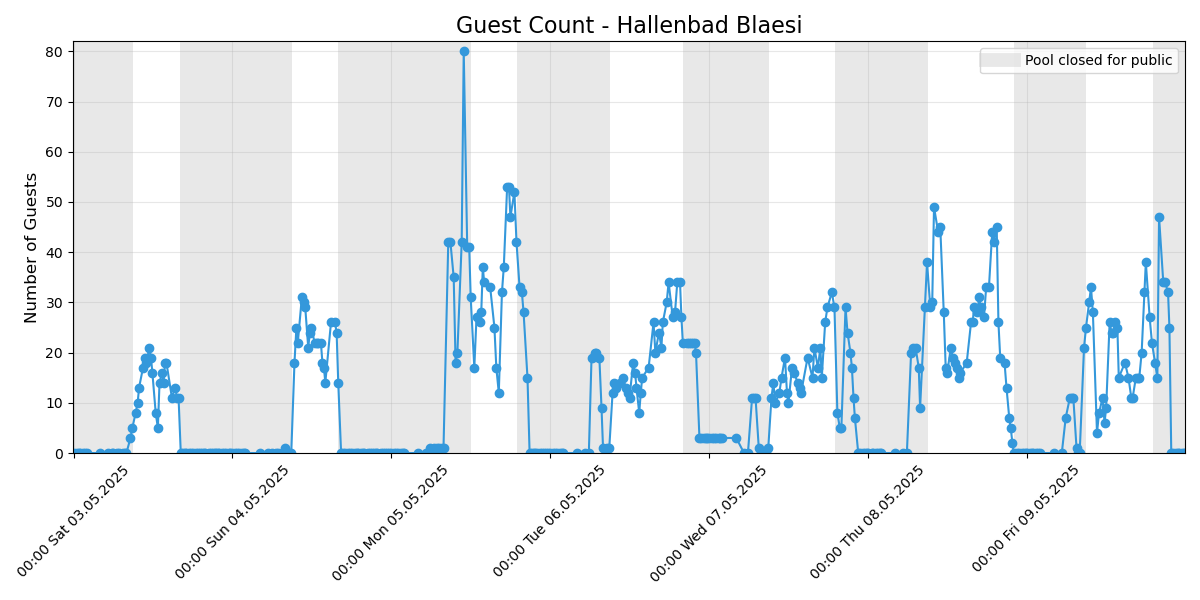 Guest Count - Hallenbad Blaesi
Pool closed for public
Number of Guests
80
70
60
50
40
30
20
10
0
00:00 Sat 03.05.2025
00:00 Sun 04.05.2025
00:00 Mon 05.05.2025
00:00 Tue 06.05.2025
00:00 Wed 07.05.2025
00:00 Thu 08.05.2025
00:00 Fri 09.05.2025